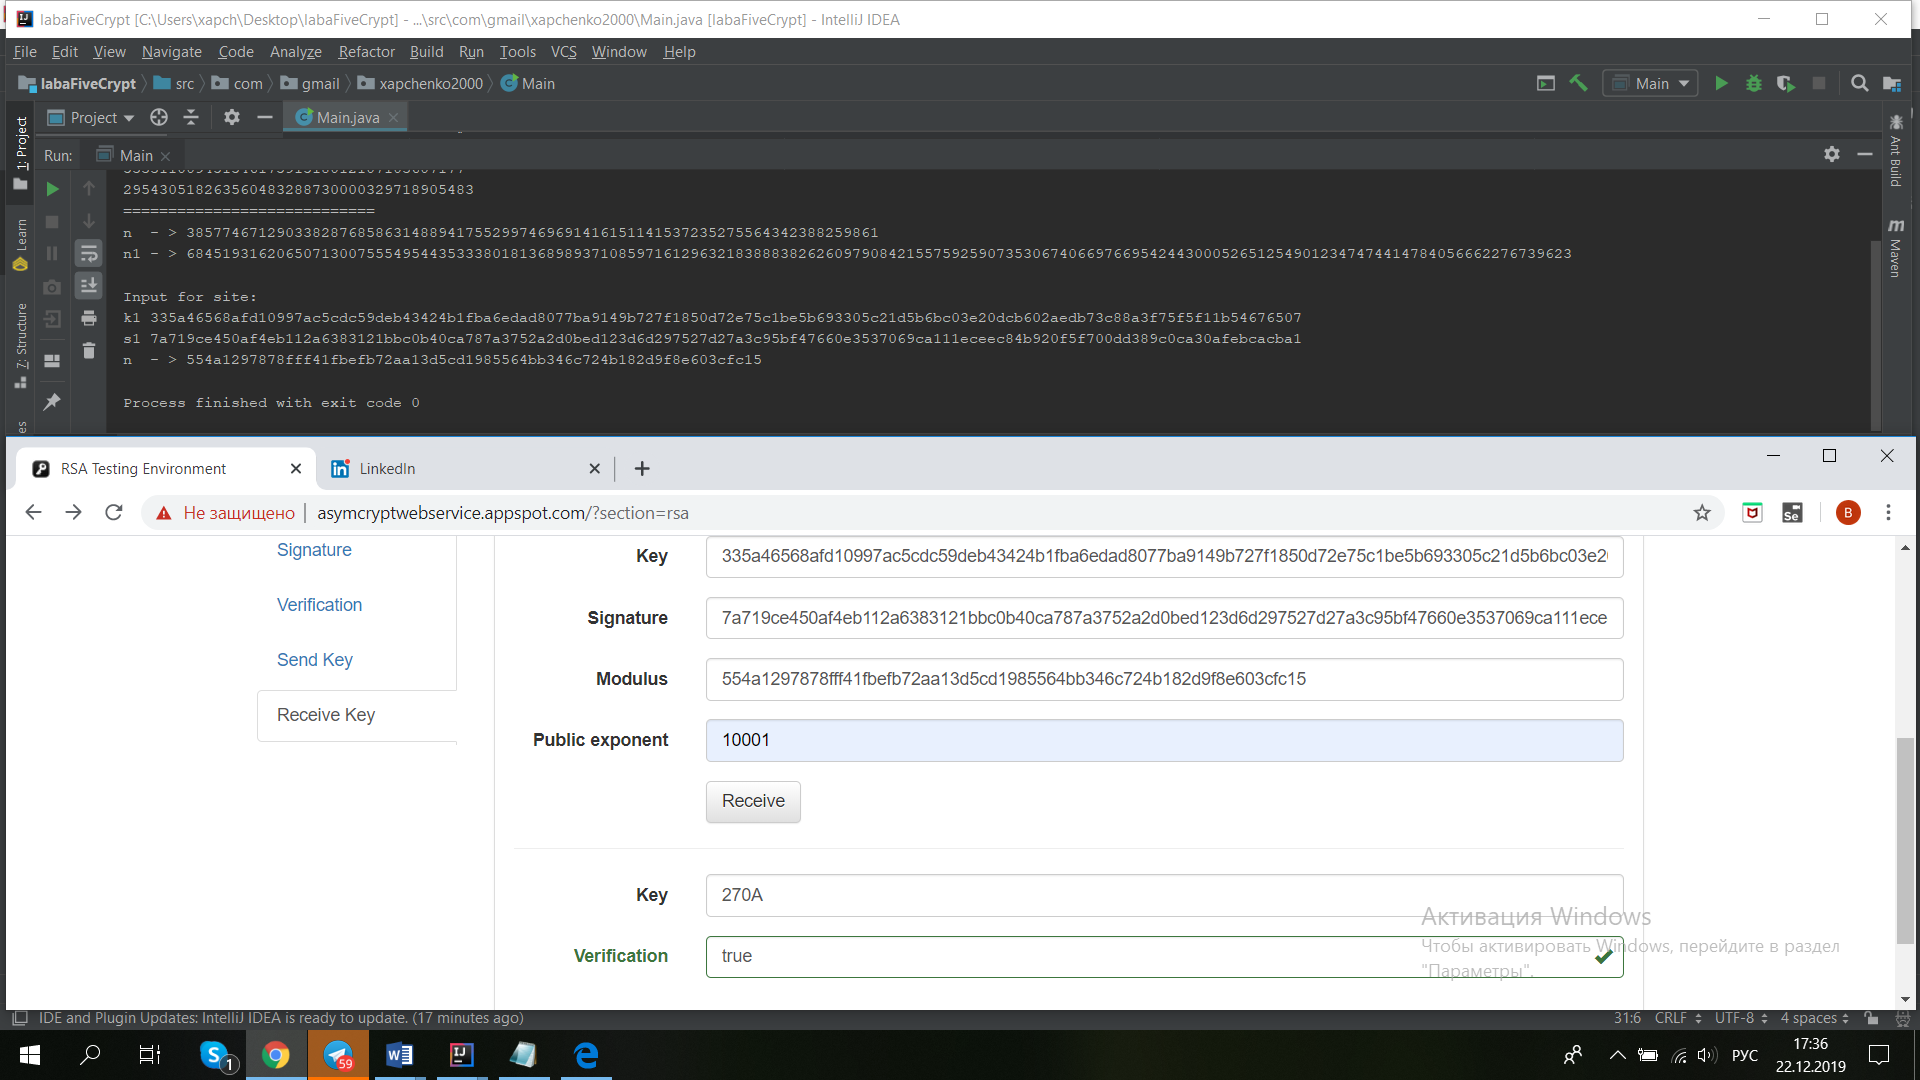 labaFiveCrypt [C:\Users\xapch\Desktop\labaFiveCrypt] - ...\src\com\gmail\xapchenko2000\Main.java [labaFiveCrypt] - IntelliJ IDEA
File Edit View Navigate Code Analyze Refactor Build Run Tools VCS Window Help
labaFiveCrypt src com gmail xapchenko2000 Main
Main
Project
Main.java
1: Project
Learn
7: Structure
Ant Build
Maven
Run: Main
295430518263560483288730000329718905483
============================
n - > 38577467129033828768586314889417552997469691416151141537235275564342388259861
n1 - > 6845193162065071300755549544353338018136898937108597161296321838883826260979084215575925907353067406697669542443000526512549012347474414784056662276739623
Input for site:
k1 335a46568afd10997ac5cdc59deb43424b1fba6edad8077ba9149b727f1850d72e75c1be5b693305c21d5b6bc03e20dcb602aedb73c88a3f75f5f11b54676507
s1 7a719ce450af4eb112a6383121bbc0b40ca787a3752a2d0bed123d6d297527d27a3c95bf47660e3537069ca111eceec84b920f5f700dd389c0ca30afebcacba1
n - > 554a1297878fff41fbefb72aa13d5cd1985564bb346c724b182d9f8e603cfc15
Process finished with exit code 0
RSA Testing Environment
LinkedIn
Не защищено asymcryptwebservice.appspot.com/?section=rsa
B
Signature
Verification
Send Key
Receive Key
Key 335a46568afd10997ac5cdc59deb43424b1fba6edad8077ba9149b727f1850d72e75c1be5b693305c21d5b6bc03e2
Signature 7a719ce450af4eb112a6383121bbc0b40ca787a3752a2d0bed123d6d297527d27a3c95bf47660e3537069ca111ece
Modulus 554a1297878fff41fbefb72aa13d5cd1985564bb346c724b182d9f8e603cfc15
Public exponent 10001
Receive
Key 270A
Verification true
Активация Windows
Чтобы активировать Windows, перейдите в раздел
"Параметры".
IDE and Plugin Updates: IntelliJ IDEA is ready to update. (17 minutes ago)
31:6 CRLF UTF-8 4 spaces
1
59
РУС
17:36
22.12.2019